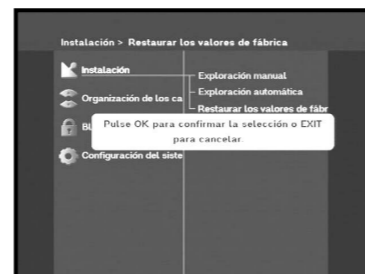 Instalación > Restaurar los valores de fábrica
Instalación
Exploración manual
Exploración automática
Organización de los ca
Restaurar los valores de fábr
Bl
Pulse OK para confirmar la selección o EXIT
para cancelar.
Configuración del siste